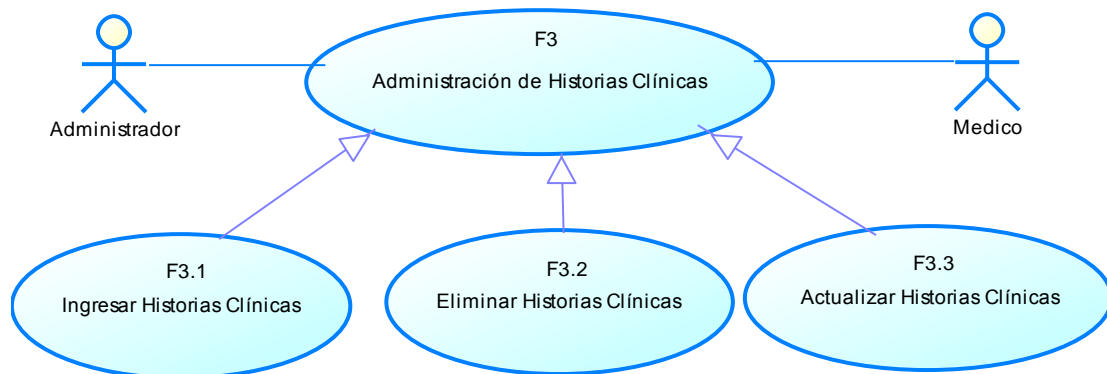 F3
Administración de Historias Clínicas
Administrador
Medico
F3.1
Ingresar Historias Clínicas
F3.2
Eliminar Historias Clínicas
F3.3
Actualizar Historias Clínicas